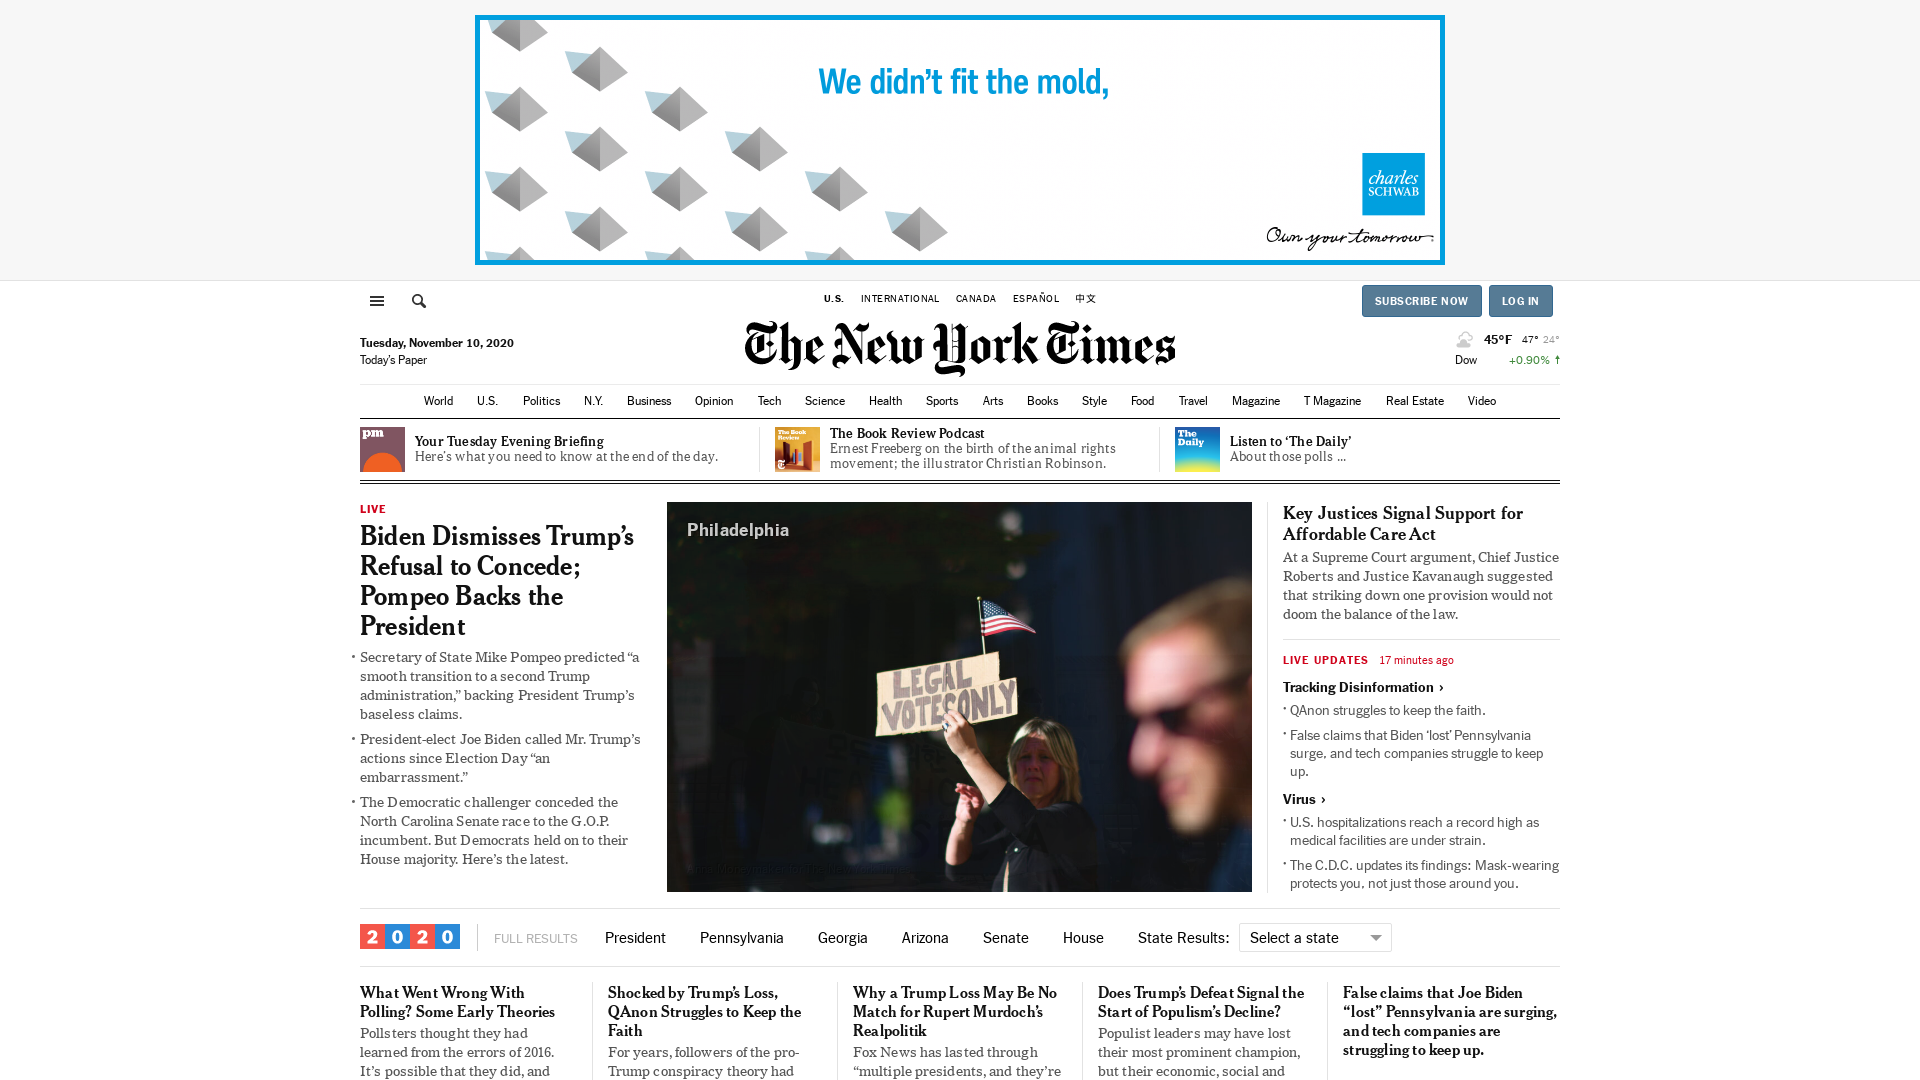 We didn't fit the mold,
charles
SCHWAB
Own your tomorrow.
U.S. INTERNATIONAL CANADA ESPAÑOL 中文
SUBSCRIBE NOW LOG IN
Tuesday, November 10, 2020
Today's Paper
The New York Times
45°F 47° 24°
Dow +0.90% ↑
World U.S. Politics N.Y. Business Opinion Tech Science Health Sports Arts Books Style Food Travel Magazine T Magazine Real Estate Video
pm
Your Tuesday Evening Briefing
Here's what you need to know at the end of the day.
The Book
Review
The Book Review Podcast
Ernest Freeberg on the birth of the animal rights
movement; the illustrator Christian Robinson.
The
Daily
Listen to ‘The Daily’
About those polls ...
LIVE
Biden Dismisses Trump’s
Refusal to Concede;
Pompeo Backs the
President
• Secretary of State Mike Pompeo predicted “a
smooth transition to a second Trump
administration,” backing President Trump’s
baseless claims.
• President-elect Joe Biden called Mr. Trump’s
actions since Election Day “an
embarrassment.”
• The Democratic challenger conceded the
North Carolina Senate race to the G.O.P.
incumbent. But Democrats held on to their
House majority. Here’s the latest.
Philadelphia
LEGAL
VOTES ONLY
Key Justices Signal Support for
Affordable Care Act
At a Supreme Court argument, Chief Justice
Roberts and Justice Kavanaugh suggested
that striking down one provision would not
doom the balance of the law.
LIVE UPDATES 17 minutes ago
Tracking Disinformation ›
• QAnon struggles to keep the faith.
• False claims that Biden ‘lost’ Pennsylvania
surge, and tech companies struggle to keep
up.
Virus ›
• U.S. hospitalizations reach a record high as
medical facilities are under strain.
• The C.D.C. updates its findings: Mask-wearing
protects you, not just those around you.
2020 FULL RESULTS President Pennsylvania Georgia Arizona Senate House State Results: Select a state
What Went Wrong With
Polling? Some Early Theories
Pollsters thought they had
learned from the errors of 2016.
It’s possible that they did, and
Shocked by Trump’s Loss,
QAnon Struggles to Keep the
Faith
For years, followers of the pro-
Trump conspiracy theory had
Why a Trump Loss May Be No
Match for Rupert Murdoch’s
Realpolitik
Fox News has lasted through
“multiple presidents, and they’re
Does Trump’s Defeat Signal the
Start of Populism’s Decline?
Populist leaders may have lost
their most prominent champion,
but their economic, social and
False claims that Joe Biden
“lost” Pennsylvania are surging,
and tech companies are
struggling to keep up.